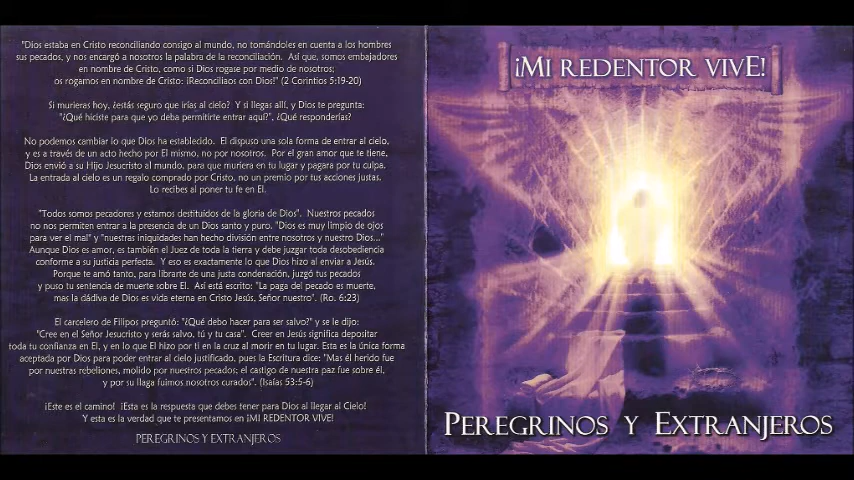 "Dios estaba en Cristo reconciliando consigo al mundo, no tomándoles en cuenta a los hombres
sus pecados, y nos encargó a nosotros la palabra de la reconciliación. Así que, somos embajadores
en nombre de Cristo, como si Dios rogase por medio de nosotros;
os rogamos en nombre de Cristo: ¡Reconciliaos con Dios!" (2 Corintios 5:19-20)
Si murieras hoy, ¿estás seguro que irías al cielo? Y si llegas allí, y Dios te pregunta:
"¿Qué hiciste para que yo deba permitirte entrar aquí?", ¿Qué responderías?
No podemos cambiar lo que Dios ha establecido. El dispuso una sola forma de entrar al cielo,
y es a través de un acto hecho por El mismo, no por nosotros. Por el gran amor que te tiene,
Dios envió a su Hijo Jesucristo al mundo, para que muriera en tu lugar y pagara por tu culpa.
La entrada al cielo es un regalo comprado por Cristo, no un premio por tus acciones justas.
Lo recibes al poner tu fe en El.
"Todos somos pecadores y estamos destituidos de la gloria de Dios". Nuestros pecados
no nos permiten entrar a la presencia de un Dios santo y puro. "Dios es muy limpio de ojos
para ver el mal" y "nuestras iniquidades han hecho división entre nosotros y nuestro Dios..."
Aunque Dios es amor, es también el Juez de toda la tierra y debe juzgar toda desobediencia
conforme a su justicia perfecta. Y eso es exactamente lo que Dios hizo al enviar a Jesús.
Porque te amó tanto, para librarte de una justa condenación, juzgó tus pecados
y puso tu sentencia de muerte sobre El. Así está escrito: "La paga del pecado es muerte,
mas la dádiva de Dios es vida eterna en Cristo Jesús, Señor nuestro". (Ro. 6:23)
El carcelero de Filipos preguntó: "¿Qué debo hacer para ser salvo?" y se le dijo:
"Cree en el Señor Jesucristo y serás salvo, tú y tu casa". Creer en Jesús significa depositar
toda tu confianza en El, y en lo que El hizo por ti en la cruz al morir en tu lugar. Esta es la única forma
aceptada por Dios para poder entrar al cielo justificado, pues la Escritura dice: "Mas él herido fue
por nuestras rebeliones, molido por nuestros pecados; el castigo de nuestra paz fue sobre él,
y por su llaga fuimos nosotros curados". (Isaías 53:5-6)
¡Este es el camino! ¡Esta es la respuesta que debes tener para Dios al llegar al Cielo!
Y esta es la verdad que te presentamos en ¡MI REDENTOR VIVE!
PEREGRINOS Y EXTRANJEROS
¡MI REDENTOR VIVE!
PEREGRINOS Y EXTRANJEROS